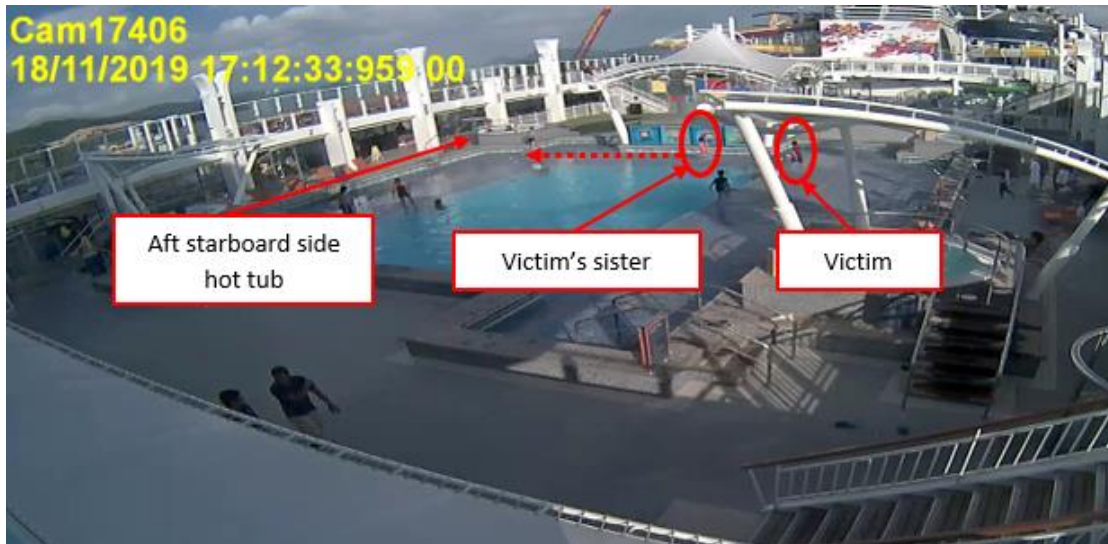 Cam17406
18/11/2019 17:12:33:959 00
Aft starboard side
hot tub
Victim's sister
Victim